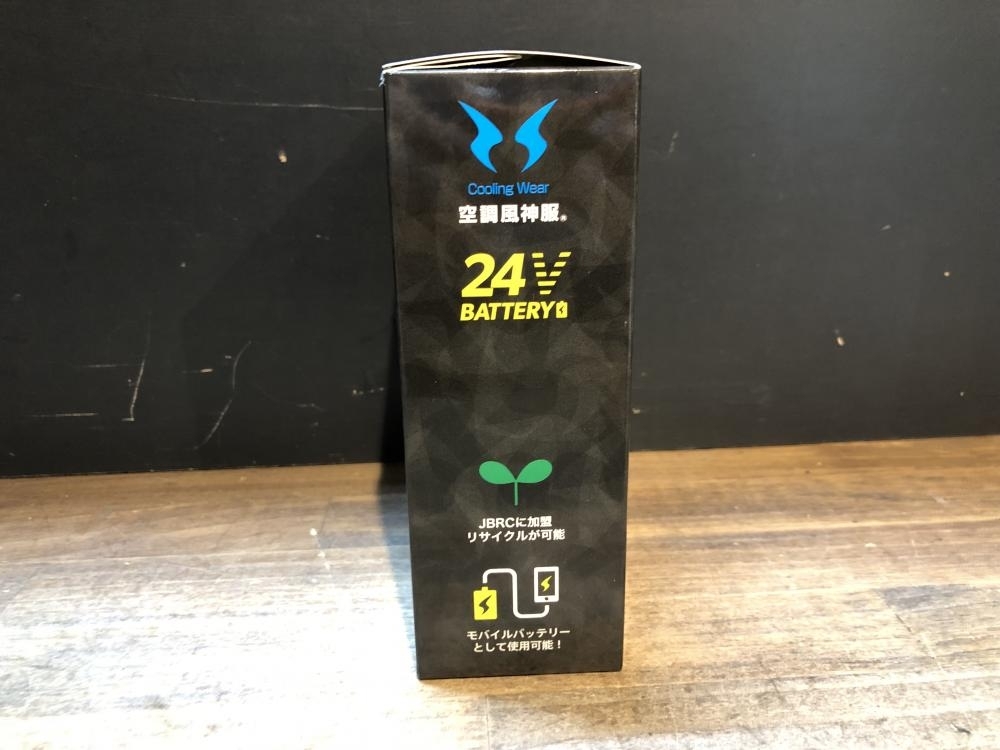 Cooling Wear
空調風神服®
24V
BATTERY
JBRCに加盟
リサイクルが可能
モバイルバッテリー
として使用可能！